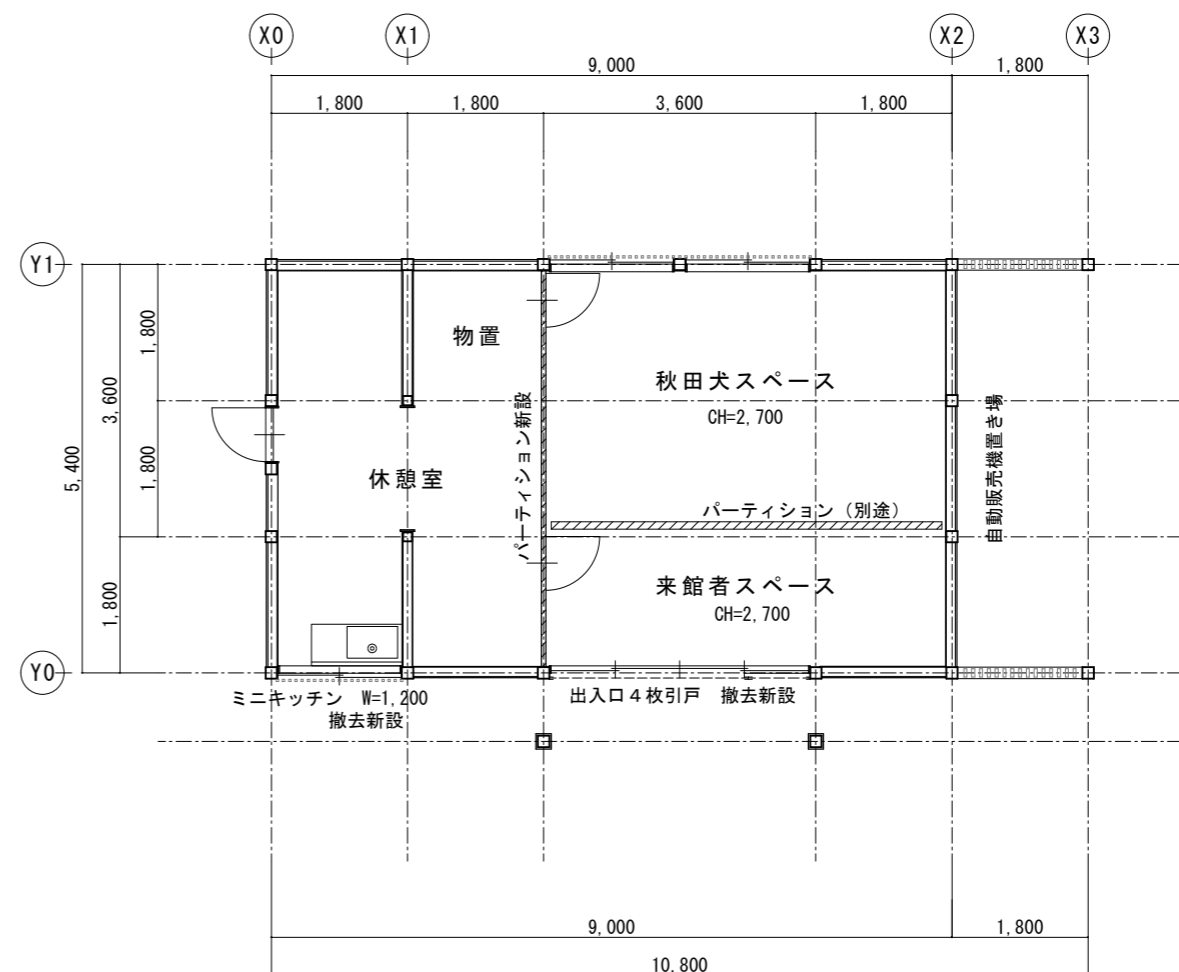 X0
X1
X2
X3
9,000
1,800
1,800
1,800
3,600
1,800
Y1
物置
秋田犬スペース
CH=2,700
1,800
3,600
5,400
1,800
1,800
パーティション新設
自動販売機置き場
休憩室
パーティション（別途）
来館者スペース
CH=2,700
Y0
ミニキッチン W=1,200
撤去新設
出入口４枚引戸 撤去新設
9,000
1,800
10,800